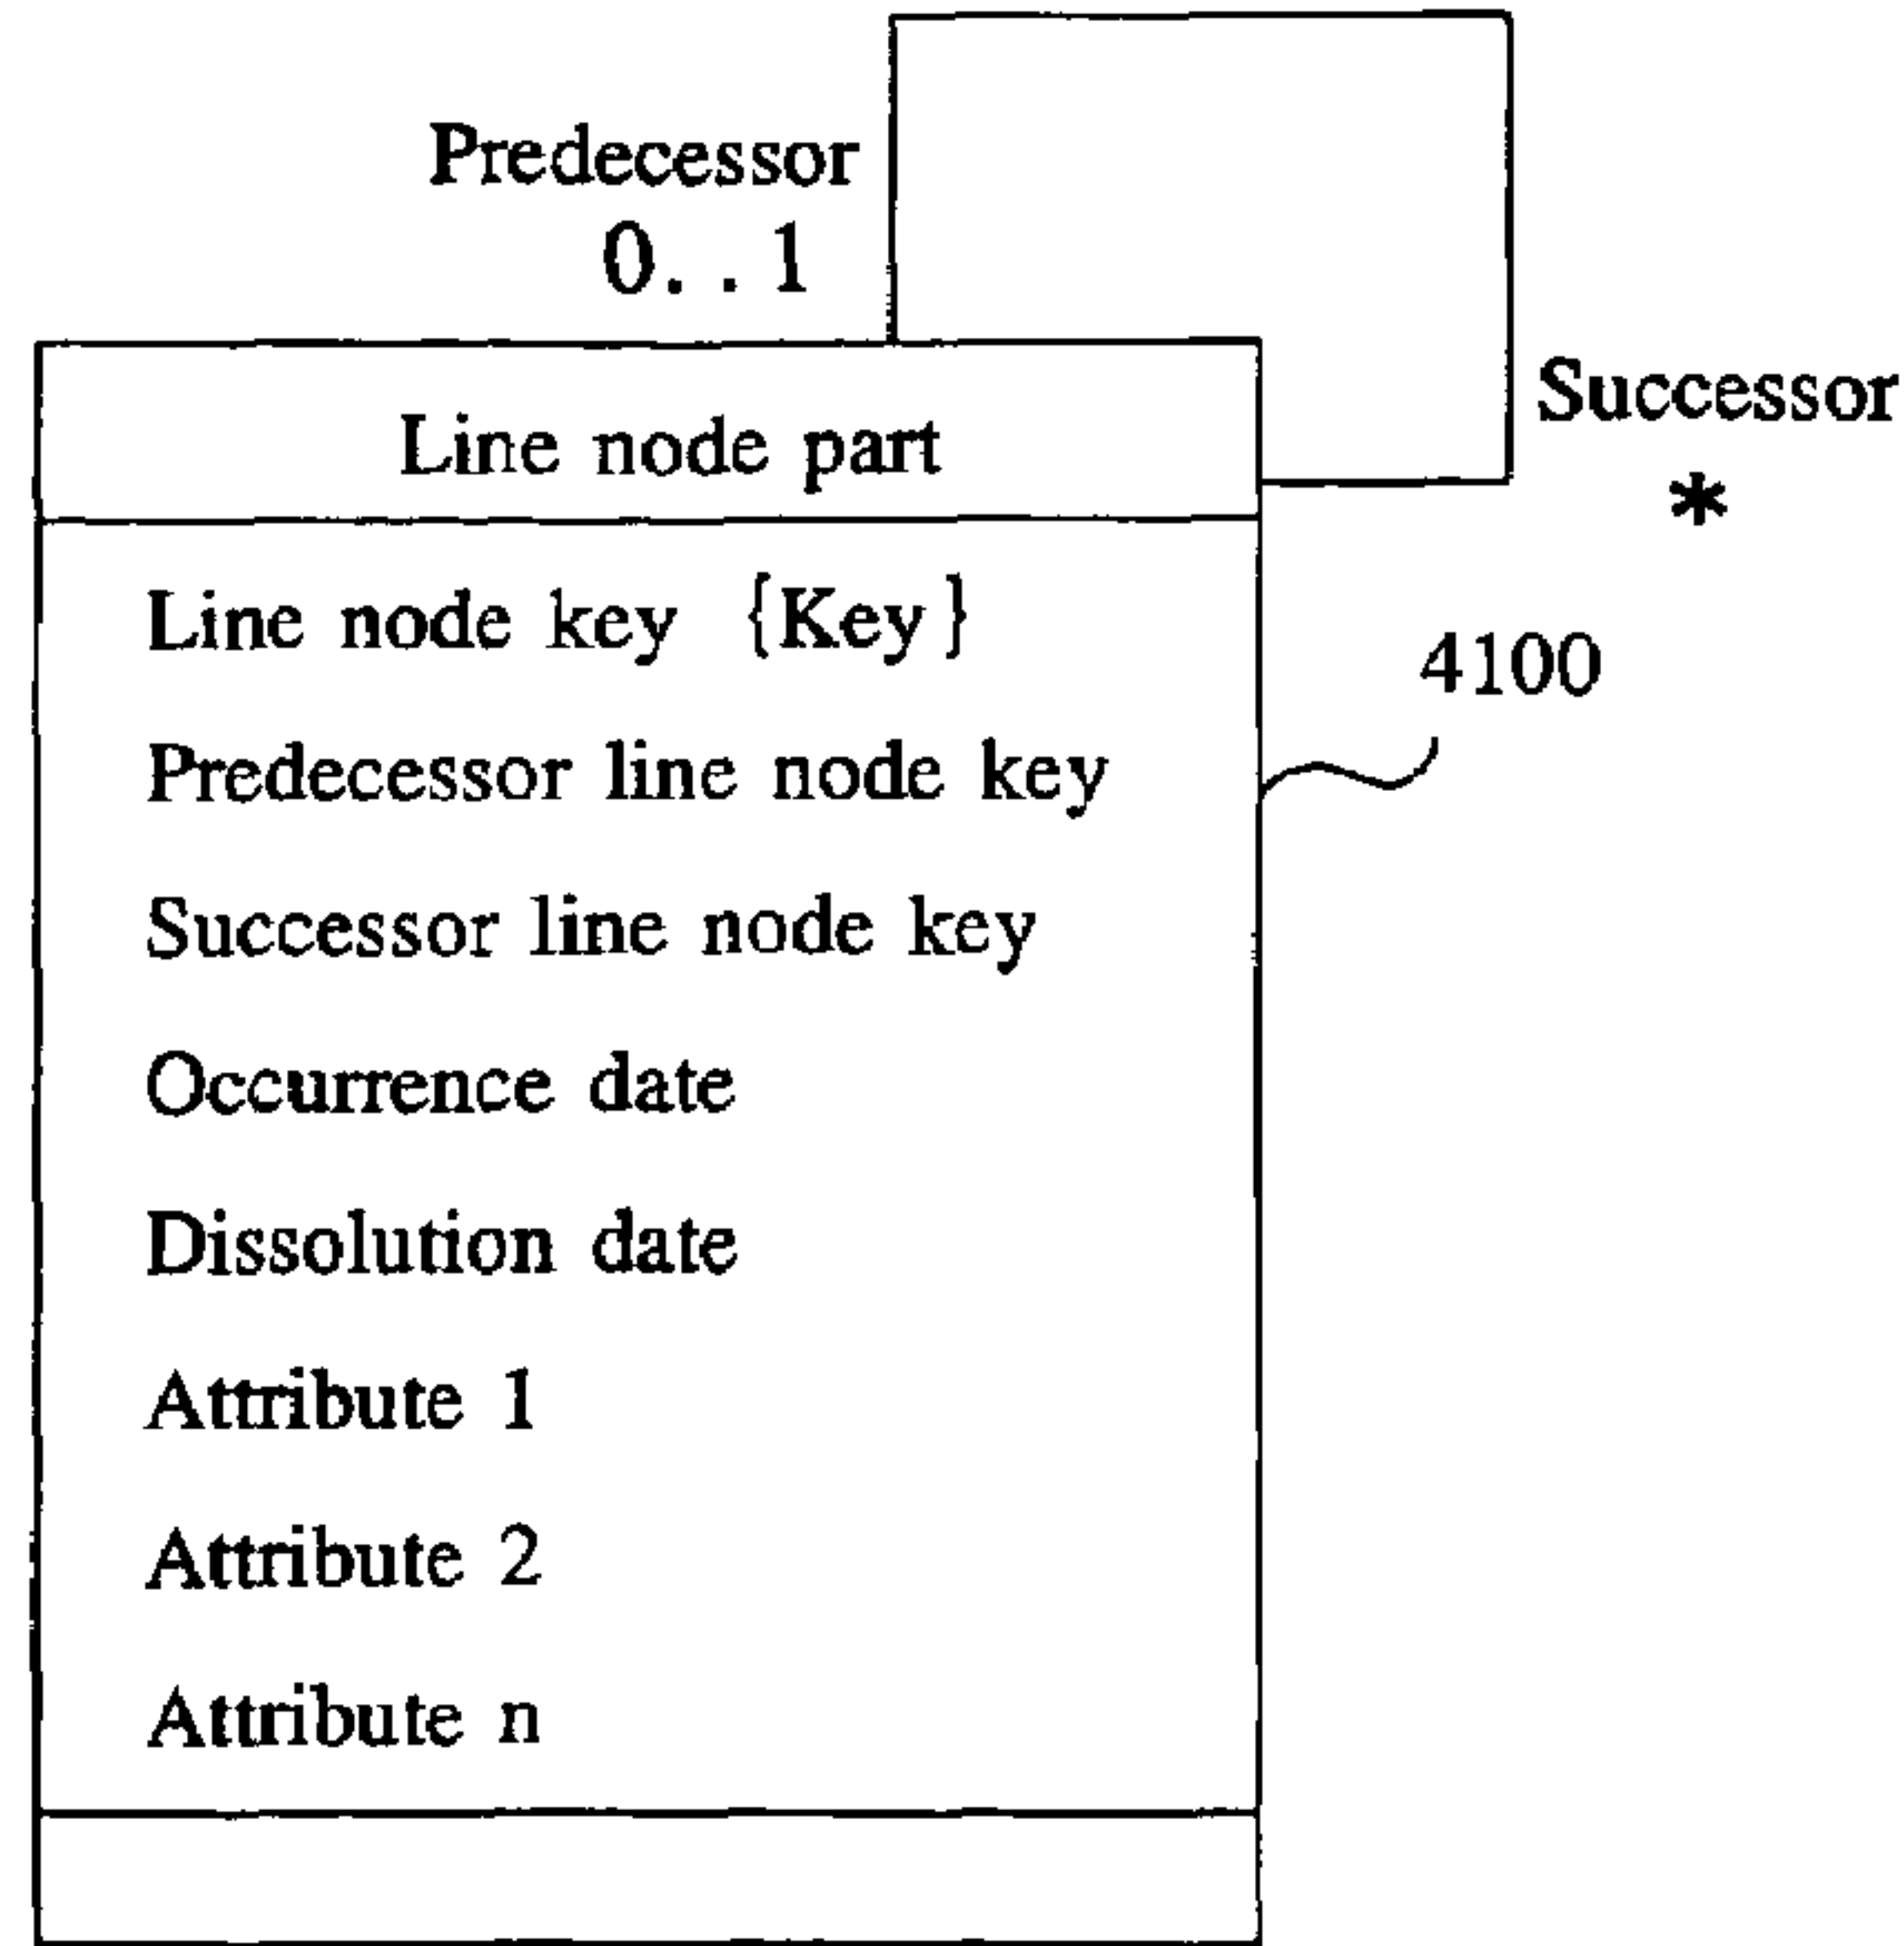 Predecessor
0..1
Successor
*
Line node part
Line node key {Key}
4100
Predecessor line node key
Successor line node key
Occurrence date
Dissolution date
Attribute 1
Attribute 2
Attribute n